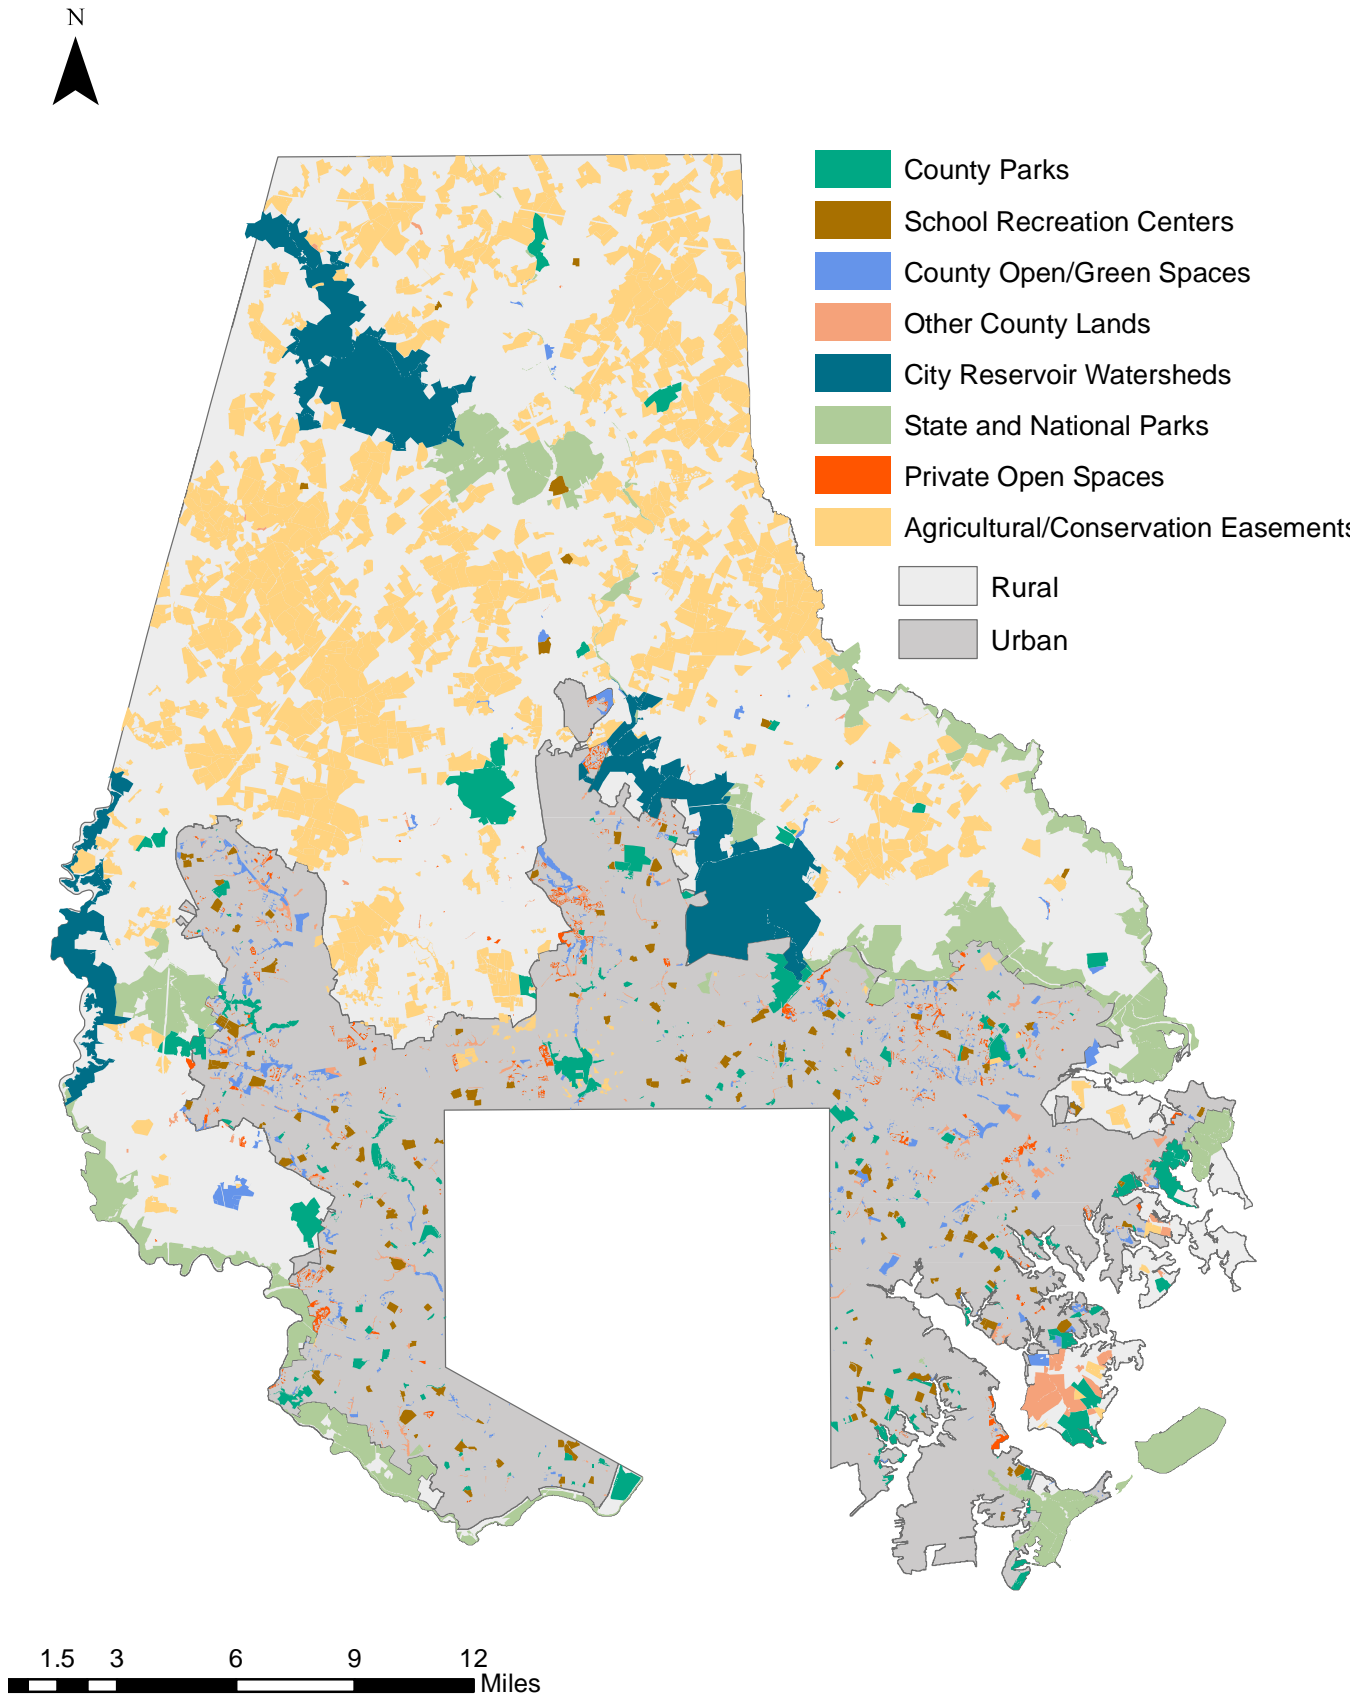 N
County Parks
School Recreation Centers
County Open/Green Spaces
Other County Lands
City Reservoir Watersheds
State and National Parks
Private Open Spaces
Agricultural/Conservation Easements
Rural
Urban
1.5 3 6 9 12
Miles